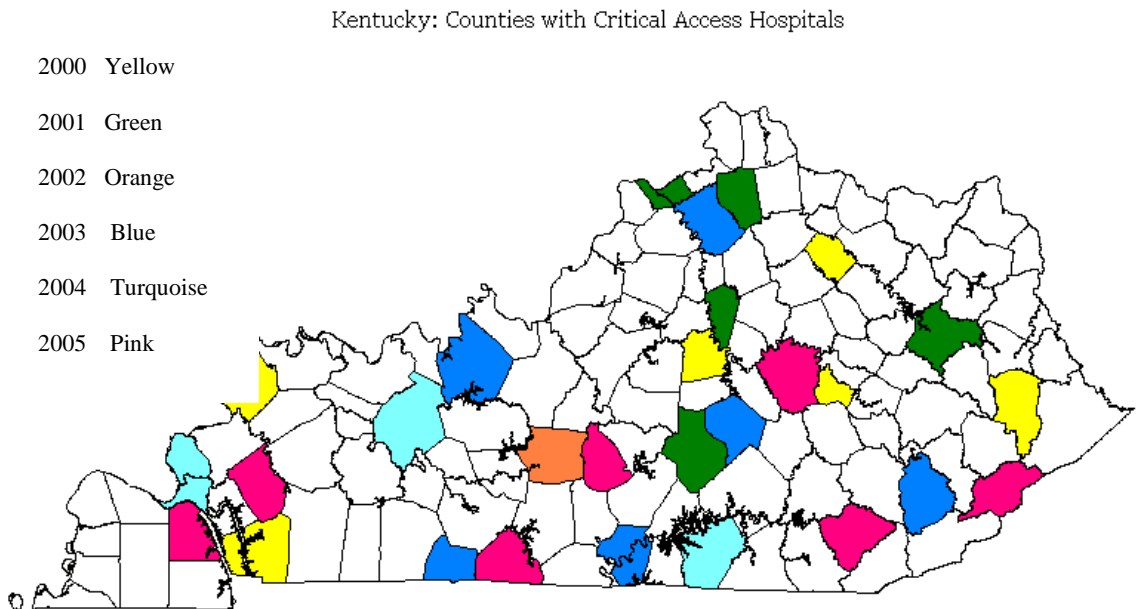 Kentucky: Counties with Critical Access Hospitals
2000 Yellow
2001 Green
2002 Orange
2003 Blue
2004 Turquoise
2005 Pink